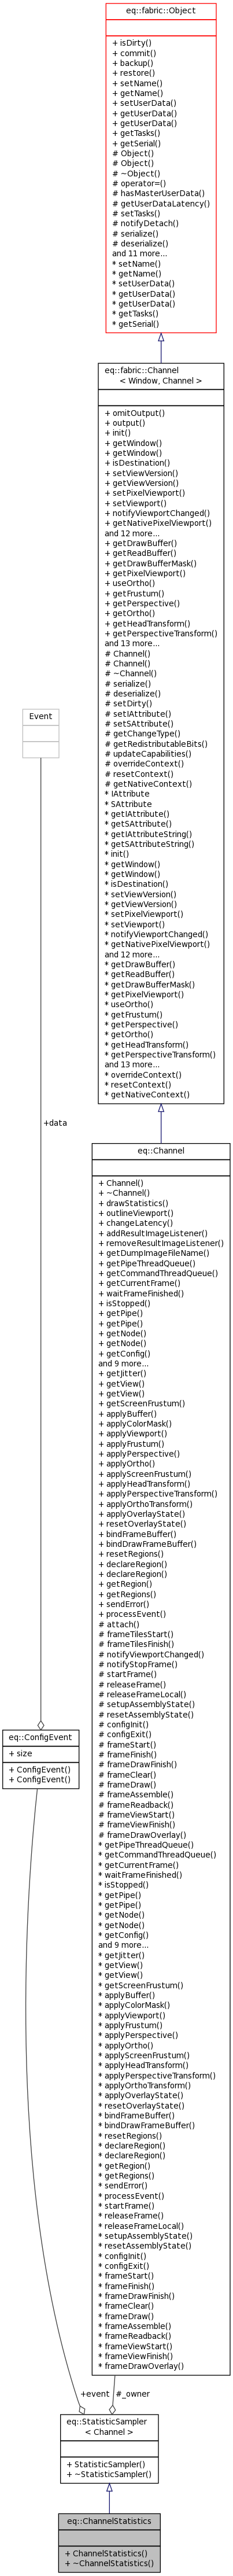 eq::fabric::Object
+ isDirty()
+ commit()
+ backup()
+ restore()
+ setName()
+ getName()
+ setUserData()
+ getUserData()
+ getUserData()
+ getTasks()
+ getSerial()
# Object()
# Object()
# ~Object()
# operator=()
# hasMasterUserData()
# getUserDataLatency()
# setTasks()
# notifyDetach()
# serialize()
# deserialize()
and 11 more...
* setName()
* getName()
* setUserData()
* getUserData()
* getUserData()
* getTasks()
* getSerial()
eq::fabric::Channel
< Window, Channel >
+ omitOutput()
+ output()
+ init()
+ getWindow()
+ getWindow()
+ isDestination()
+ setViewVersion()
+ getViewVersion()
+ setPixelViewport()
+ setViewport()
+ notifyViewportChanged()
+ getNativePixelViewport()
and 12 more...
+ getDrawBuffer()
+ getReadBuffer()
+ getDrawBufferMask()
+ getPixelViewport()
+ useOrtho()
+ getFrustum()
+ getPerspective()
+ getOrtho()
+ getHeadTransform()
+ getPerspectiveTransform()
and 13 more...
# Channel()
# Channel()
# ~Channel()
# serialize()
# deserialize()
# setDirty()
# setIAttribute()
# setSAttribute()
# getChangeType()
# getRedistributableBits()
# updateCapabilities()
# overrideContext()
# resetContext()
# getNativeContext()
* IAttribute
* SAttribute
* getIAttribute()
* getSAttribute()
* getIAttributeString()
* getSAttributeString()
* init()
* getWindow()
* getWindow()
* isDestination()
* setViewVersion()
* getViewVersion()
* setPixelViewport()
* setViewport()
* notifyViewportChanged()
* getNativePixelViewport()
and 12 more...
* getDrawBuffer()
* getReadBuffer()
* getDrawBufferMask()
* getPixelViewport()
* useOrtho()
* getFrustum()
* getPerspective()
* getOrtho()
* getHeadTransform()
* getPerspectiveTransform()
and 13 more...
* overrideContext()
* resetContext()
* getNativeContext()
Event
+data
eq::Channel
+ Channel()
+ ~Channel()
+ drawStatistics()
+ outlineViewport()
+ changeLatency()
+ addResultImageListener()
+ removeResultImageListener()
+ getDumpImageFileName()
+ getPipeThreadQueue()
+ getCommandThreadQueue()
+ getCurrentFrame()
+ waitFrameFinished()
+ isStopped()
+ getPipe()
+ getPipe()
+ getNode()
+ getNode()
+ getConfig()
and 9 more...
+ getJitter()
+ getView()
+ getView()
+ getScreenFrustum()
+ applyBuffer()
+ applyColorMask()
+ applyViewport()
+ applyFrustum()
+ applyPerspective()
+ applyOrtho()
+ applyScreenFrustum()
+ applyHeadTransform()
+ applyPerspectiveTransform()
+ applyOrthoTransform()
+ applyOverlayState()
+ resetOverlayState()
+ bindFrameBuffer()
+ bindDrawFrameBuffer()
+ resetRegions()
+ declareRegion()
+ declareRegion()
+ getRegion()
+ getRegions()
+ sendError()
+ processEvent()
# attach()
# frameTilesStart()
# frameTilesFinish()
# notifyViewportChanged()
# notifyStopFrame()
# startFrame()
# releaseFrame()
# releaseFrameLocal()
# setupAssemblyState()
# resetAssemblyState()
# configInit()
# configExit()
# frameStart()
# frameFinish()
# frameDrawFinish()
# frameClear()
# frameDraw()
# frameAssemble()
# frameReadback()
# frameViewStart()
# frameViewFinish()
# frameDrawOverlay()
* getPipeThreadQueue()
* getCommandThreadQueue()
* getCurrentFrame()
* waitFrameFinished()
* isStopped()
* getPipe()
* getPipe()
* getNode()
* getNode()
* getConfig()
and 9 more...
* getJitter()
* getView()
* getView()
* getScreenFrustum()
* applyBuffer()
* applyColorMask()
* applyViewport()
* applyFrustum()
* applyPerspective()
* applyOrtho()
* applyScreenFrustum()
* applyHeadTransform()
* applyPerspectiveTransform()
* applyOrthoTransform()
* applyOverlayState()
* resetOverlayState()
* bindFrameBuffer()
* bindDrawFrameBuffer()
* resetRegions()
* declareRegion()
* declareRegion()
* getRegion()
* getRegions()
* sendError()
* processEvent()
* startFrame()
* releaseFrame()
* releaseFrameLocal()
* setupAssemblyState()
* resetAssemblyState()
* configInit()
* configExit()
* frameStart()
* frameFinish()
* frameDrawFinish()
* frameClear()
* frameDraw()
* frameAssemble()
* frameReadback()
* frameViewStart()
* frameViewFinish()
* frameDrawOverlay()
eq::ConfigEvent
+ size
+ ConfigEvent()
+ ConfigEvent()
+event
#_owner
eq::StatisticSampler
< Channel >
+ StatisticSampler()
+ ~StatisticSampler()
eq::ChannelStatistics
+ ChannelStatistics()
+ ~ChannelStatistics()